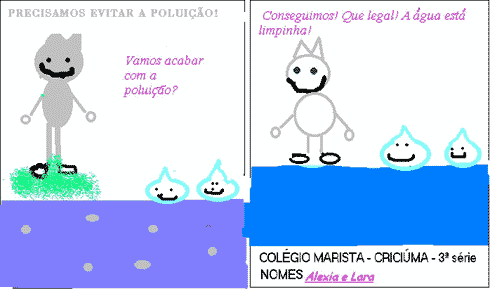 PRECISAMOS EVITAR A POLUIÇÃO!
Vamos acabar
com a
poluição?
Conseguimos! Que legal! A água está
limpinha!
COLÉGIO MARISTA - CRICIÚMA - 3ª série
NOMES Alexia e Lara